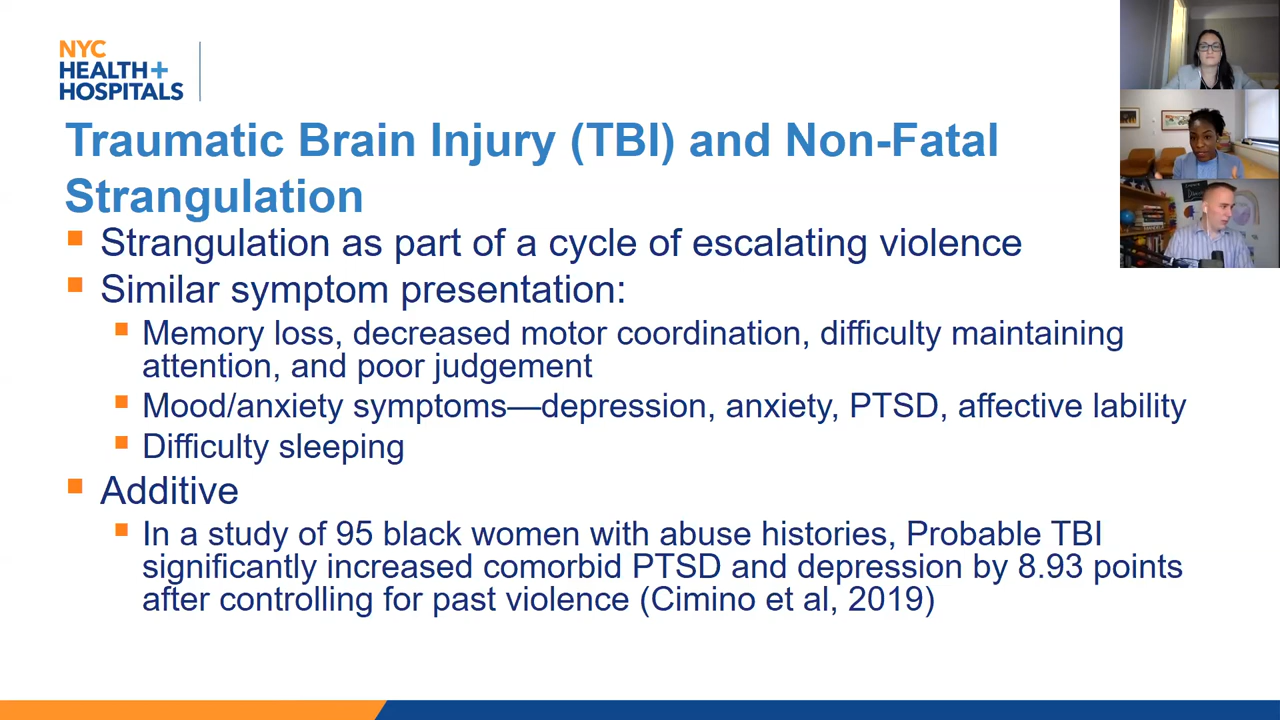 NYC
HEALTH+
HOSPITALS
Traumatic Brain Injury (TBI) and Non-Fatal
Strangulation
Strangulation as part of a cycle of escalating violence
Similar symptom presentation:
Memory loss, decreased motor coordination, difficulty maintaining
attention, and poor judgement
Mood/anxiety symptoms—depression, anxiety, PTSD, affective lability
Difficulty sleeping
Additive
In a study of 95 black women with abuse histories, Probable TBI
significantly increased comorbid PTSD and depression by 8.93 points
after controlling for past violence (Cimino et al, 2019)